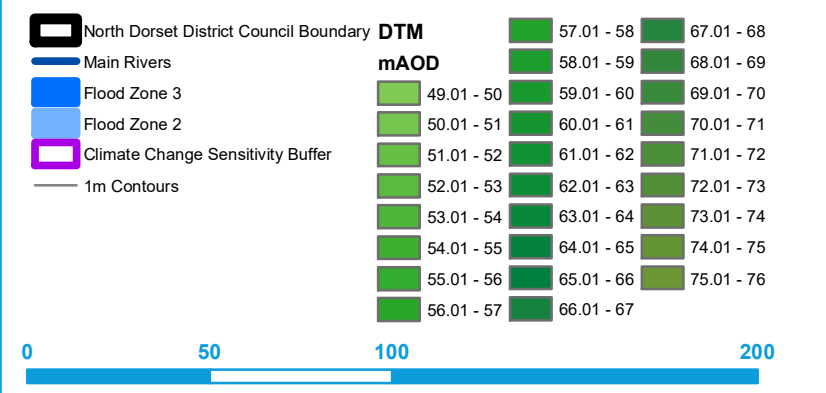 North Dorset District Council Boundary
Main Rivers
Flood Zone 3
Flood Zone 2
Climate Change Sensitivity Buffer
1m Contours
DTM
mAOD
49.01 - 50
50.01 - 51
51.01 - 52
52.01 - 53
53.01 - 54
54.01 - 55
55.01 - 56
56.01 - 57
57.01 - 58
58.01 - 59
59.01 - 60
60.01 - 61
61.01 - 62
62.01 - 63
63.01 - 64
64.01 - 65
65.01 - 66
66.01 - 67
67.01 - 68
68.01 - 69
69.01 - 70
70.01 - 71
71.01 - 72
72.01 - 73
73.01 - 74
74.01 - 75
75.01 - 76
0 50 100 200